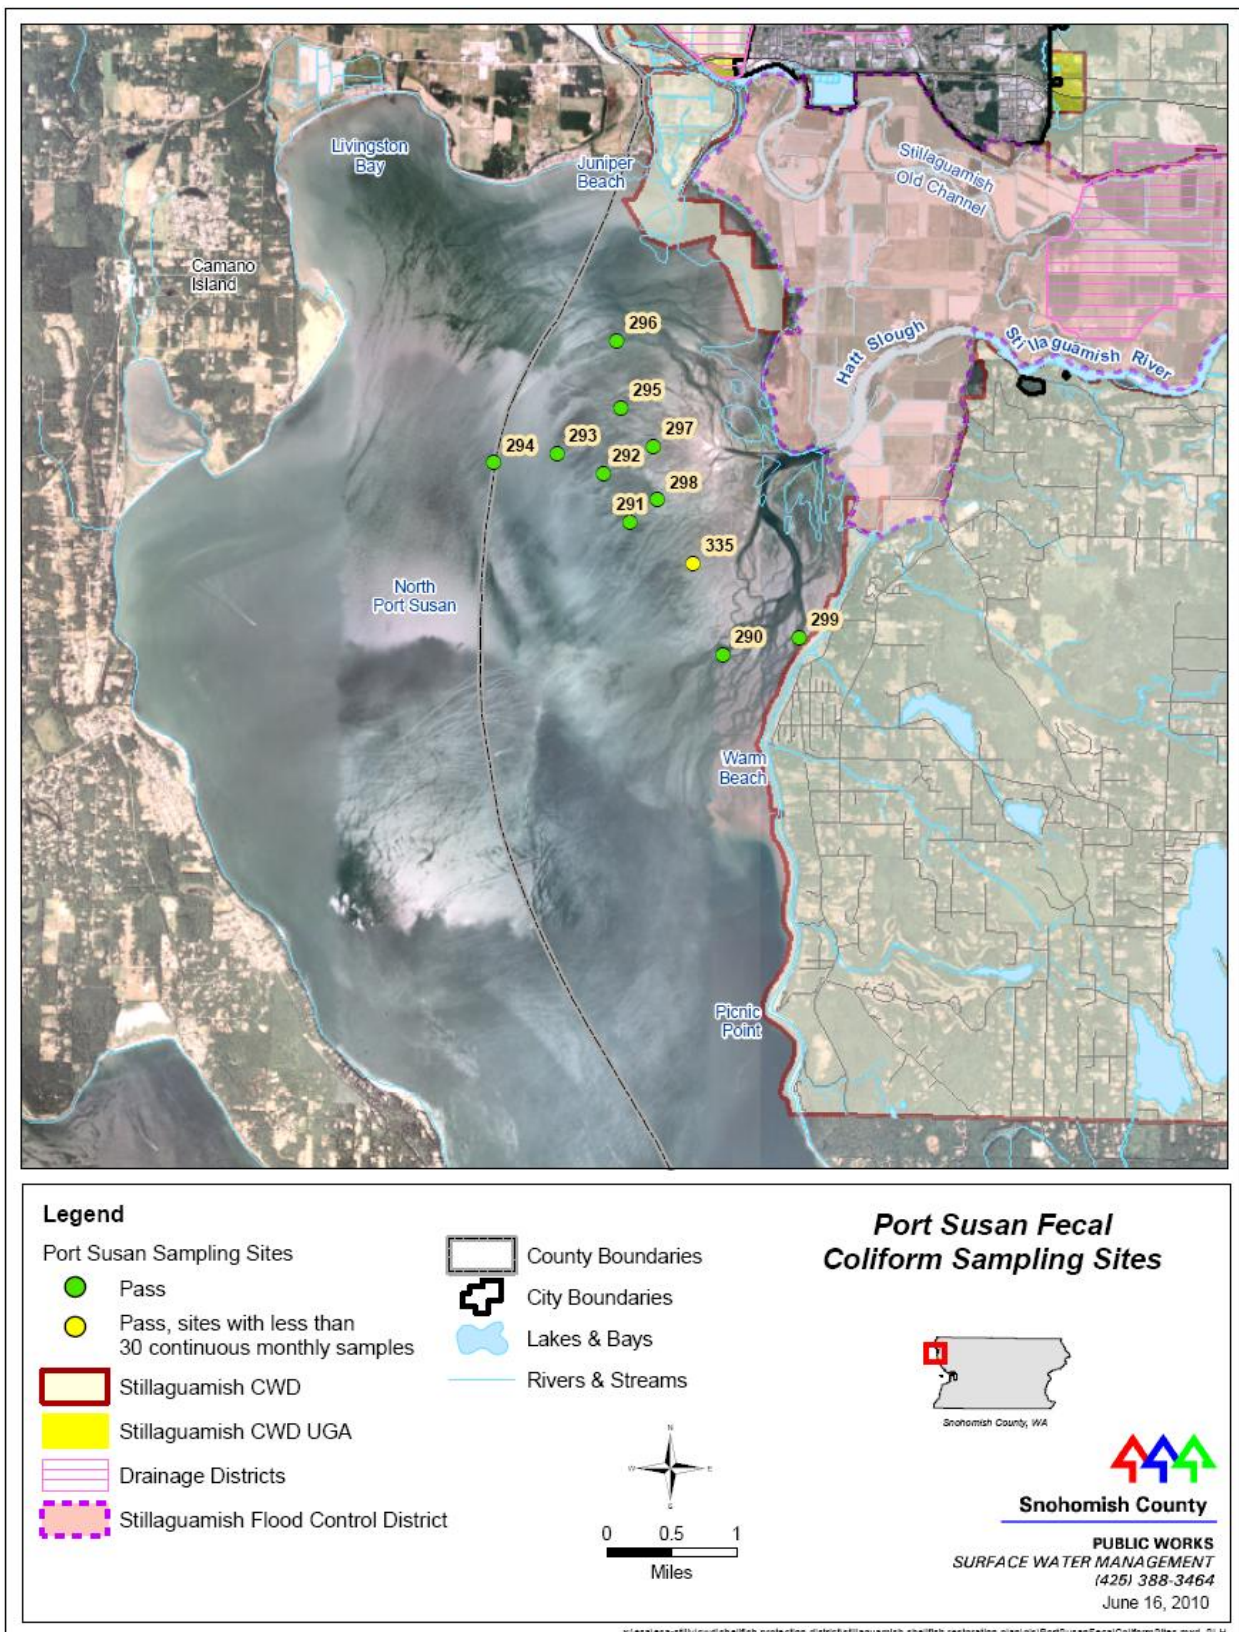 Livingston
Bay
Juniper
Beach
Stillaguamish
Old Channel
Camano
Island
296
Hatt Slough
Stillaguamish River
295
297
293
294
292
298
291
335
North
Port Susan
299
290
Warm
Beach
Picnic
Point
Legend
Port Susan Sampling Sites
Pass
Pass, sites with less than
30 continuous monthly samples
Stillaguamish CWD
Stillaguamish CWD UGA
Drainage Districts
Stillaguamish Flood Control District
County Boundaries
City Boundaries
Lakes & Bays
Rivers & Streams
N
W E
S
0 0.5 1
Miles
Port Susan Fecal
Coliform Sampling Sites
Snohomish County, WA
Snohomish County
PUBLIC WORKS
SURFACE WATER MANAGEMENT
(425) 388-3464
June 16, 2010